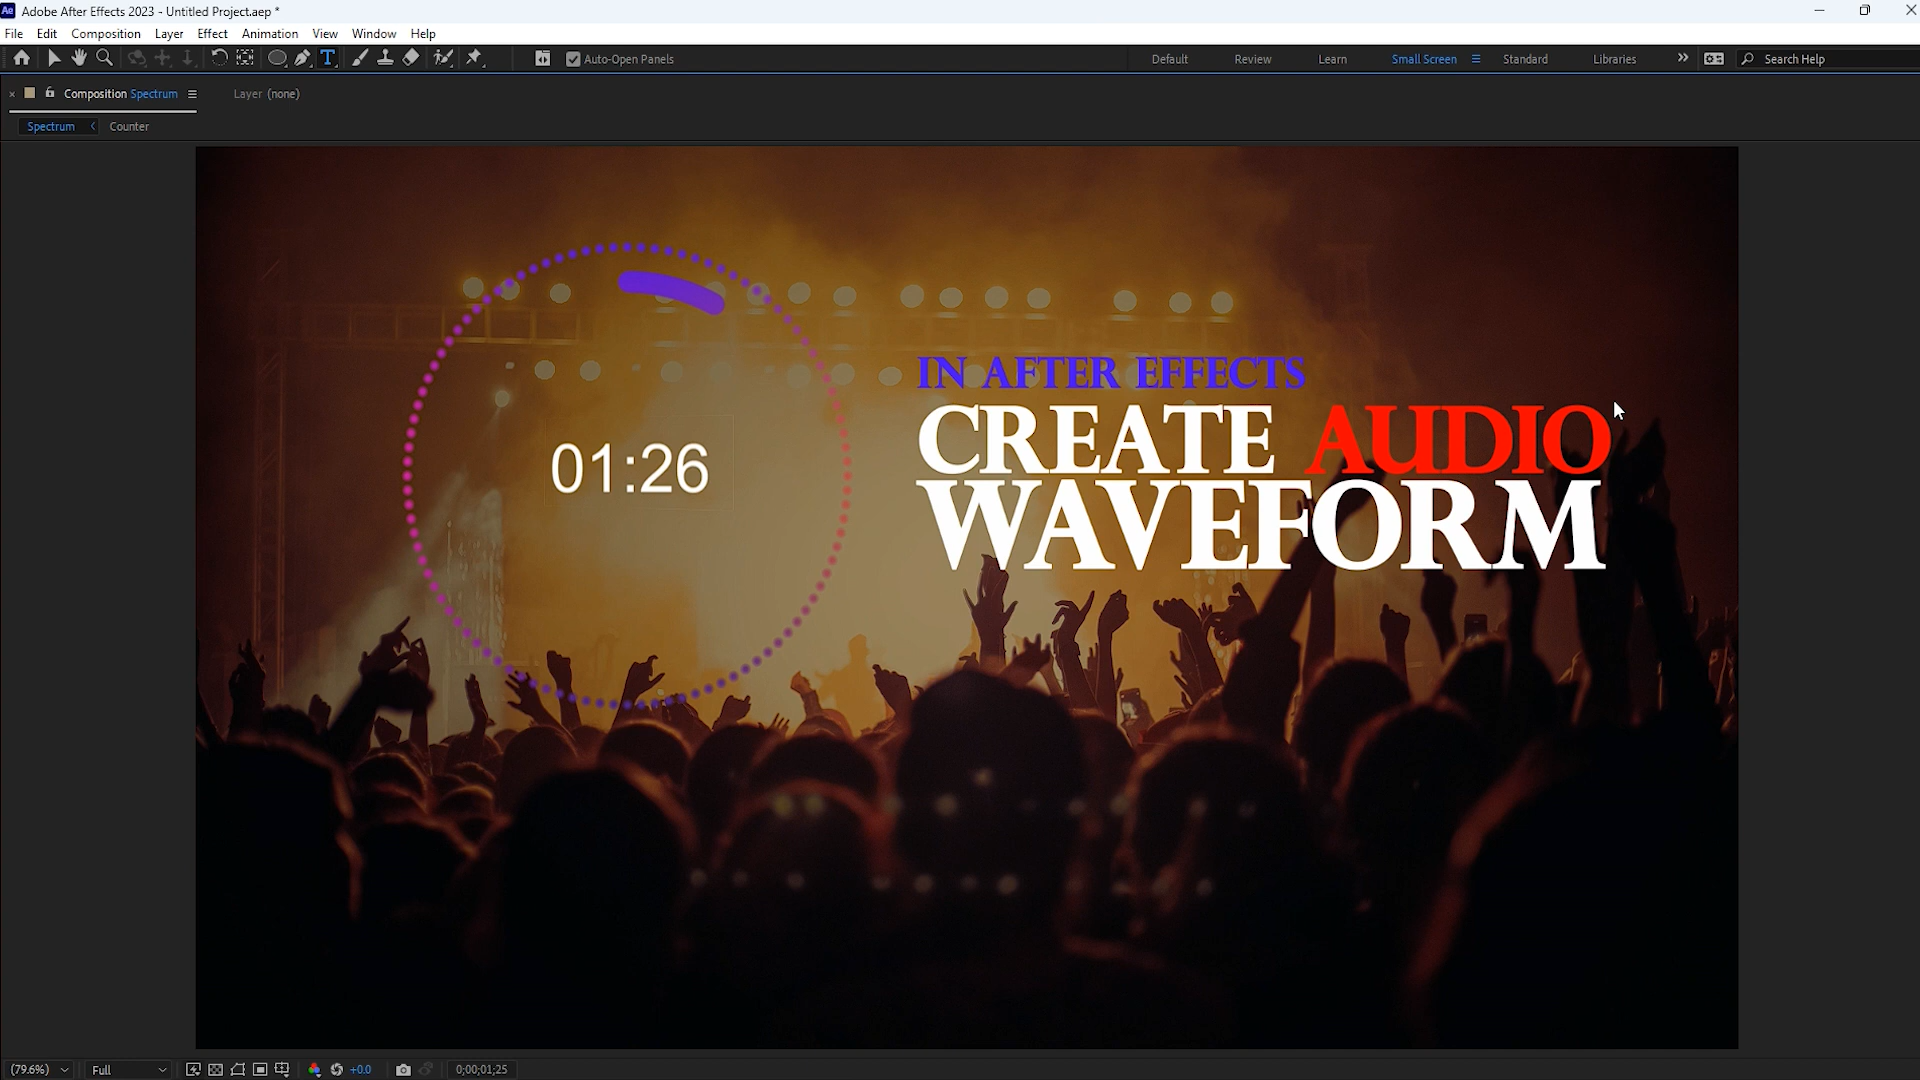 Ae Adobe After Effects 2023 - Untitled Project.aep *
File Edit Composition Layer Effect Animation View Window Help
T Auto-Open Panels Default Review Learn Small Screen Standard Libraries Search Help
Composition Spectrum Layer (none)
Spectrum Counter
IN AFTER EFFECTS
CREATE AUDIO
WAVEFORM
01:26
(79.6%) Full +0.0 0;00;01;25